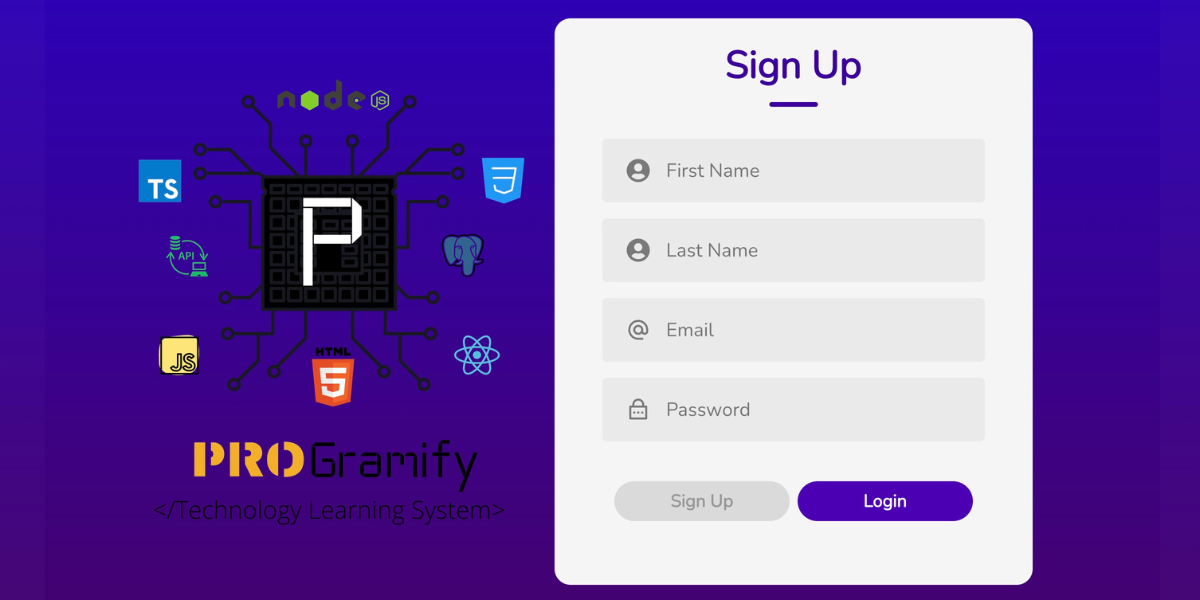 node
JS
TS
3
API
P
JS
HTML
5
PROGramify
</Technology Learning System>
Sign Up
First Name
Last Name
Email
Password
Sign Up
Login